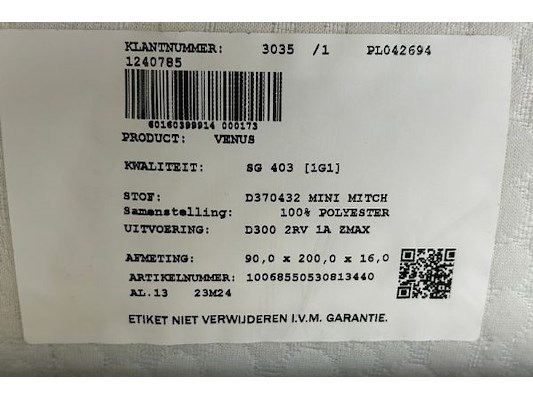 KLANTNUMMER: 3035 /1 PL042694
1240785
60160399914 000173
PRODUCT: VENUS
KWALITEIT: SG 403 [1G1]
STOF: D370432 MINI MITCH
Samenstelling: 100% POLYESTER
UITVOERING: D300 2RV 1A ZMAX
AFMETING: 90,0 x 200,0 x 16,0
ARTIKELNUMMER: 10068550530813440
AL.13 23M24
ETIKET NIET VERWIJDEREN I.V.M. GARANTIE.